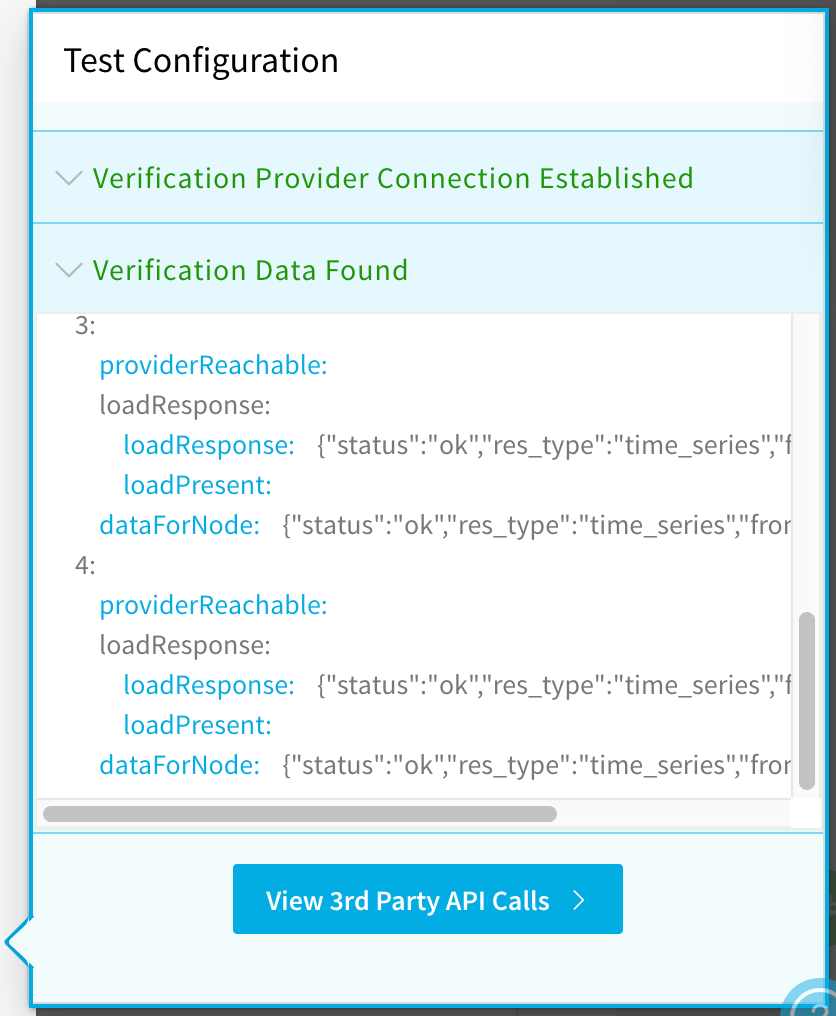 Test Configuration
Verification Provider Connection Established
Verification Data Found
3:
providerReachable:
loadResponse:
loadResponse: {"status":"ok","res_type":"time_series","f
loadPresent:
dataForNode: {"status":"ok","res_type":"time_series","fror
4:
providerReachable:
loadResponse:
loadResponse: {"status":"ok","res_type":"time_series","f
loadPresent:
dataForNode: {"status":"ok","res_type":"time_series","fror
View 3rd Party API Calls